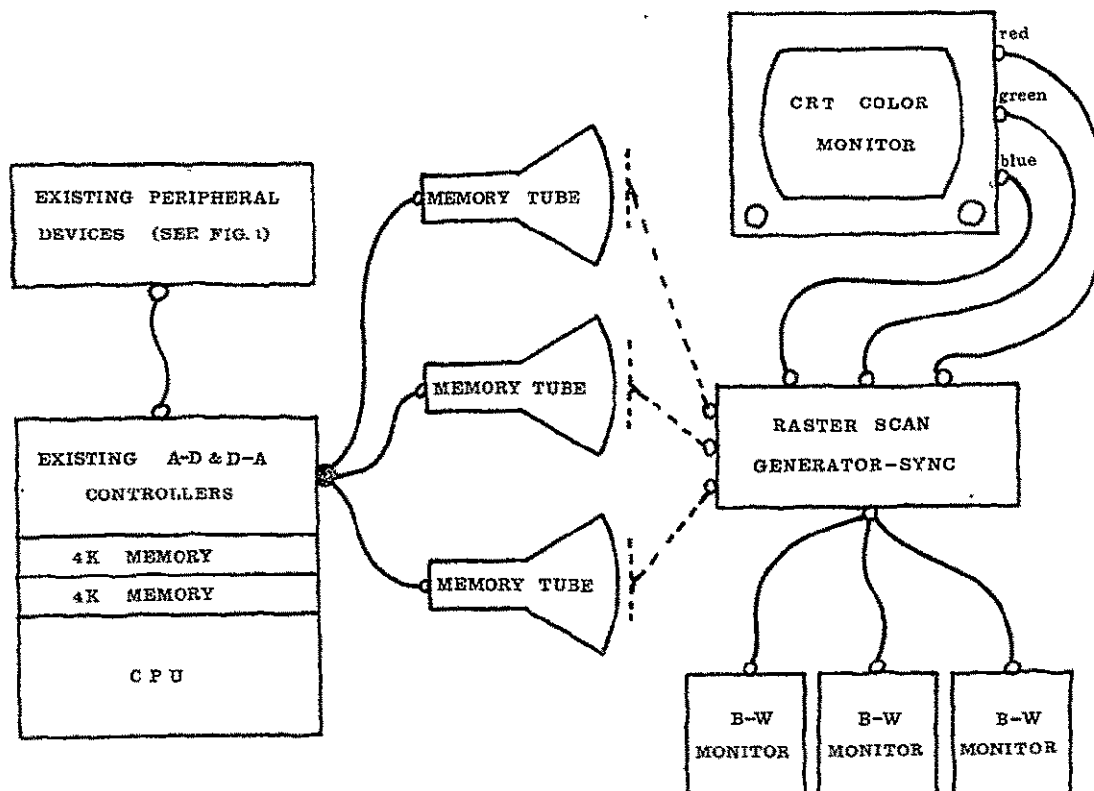 red
CRT COLOR
MONITOR
green
blue
EXISTING PERIPHERAL
DEVICES (SEE FIG. 1)
MEMORY TUBE
MEMORY TUBE
MEMORY TUBE
EXISTING A-D & D-A
CONTROLLERS
4K MEMORY
4K MEMORY
CPU
RASTER SCAN
GENERATOR-SYNC
B-W
MONITOR
B-W
MONITOR
B-W
MONITOR